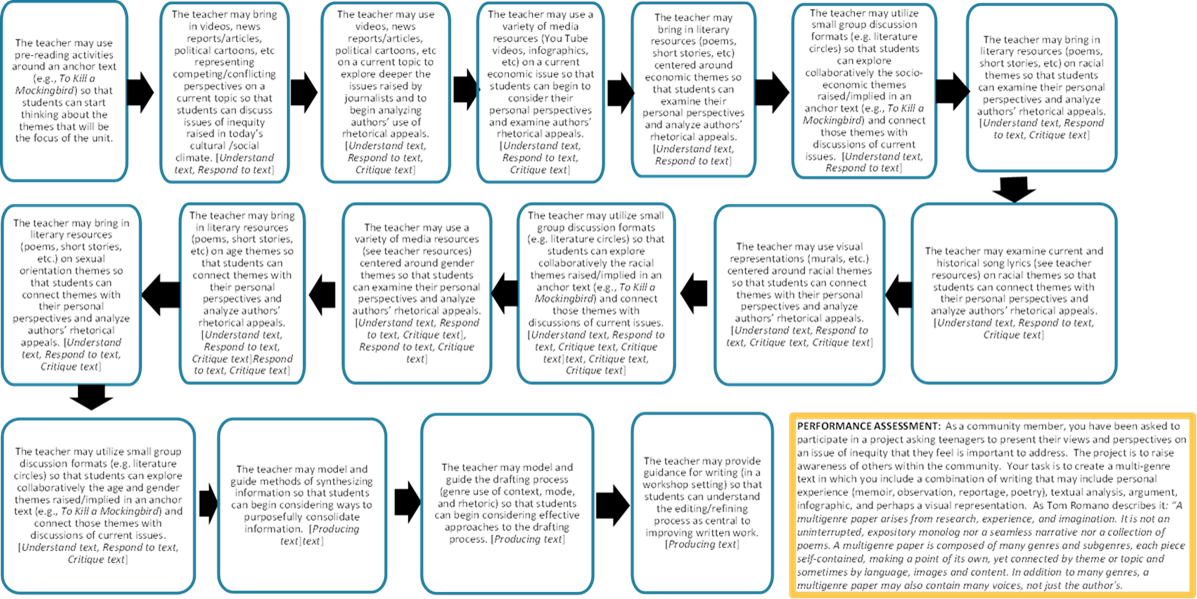 The teacher may use
pre-reading activities
around an anchor text
(e.g., To Kill a
Mockingbird) so that
students can start
thinking about the
themes that will be
the focus of the unit.
The teacher may bring
in videos, news
reports/articles,
political cartoons, etc
representing
competing/conflicting
perspectives on a
current topic so that
students can discuss
issues of inequity
raised in today's
cultural /social
climate. [Understand
text, Respond to text]
The teacher may use
videos, news
reports/articles,
political cartoons, etc
on a current topic to
explore deeper the
issues raised by
journalists and to
begin analyzing
authors' use of
rhetorical appeals.
[Understand text,
Respond to text,
Critique text]
The teacher may use a
variety of media
resources (You Tube
videos, infographics,
etc) on a current
economic issue so that
students can begin to
consider their
personal perspectives
and examine authors'
rhetorical appeals.
[Understand text,
Respond to text,
Critique text]
The teacher may
bring in literary
resources (poems,
short stories, etc)
centered around
economic themes so
that students can
examine their
personal perspectives
and analyze authors'
rhetorical appeals.
[Understand text,
Respond to text]
The teacher may utilize
small group discussion
formats (e.g. literature
circles) so that students
can explore
collaboratively the socio-
economic themes
raised/implied in an
anchor text (e.g., To Kill a
Mockingbird) and connect
those themes with
discussions of current
issues. [Understand text,
Respond to text]
The teacher may bring in
literary resources (poems,
short stories, etc) on racial
themes so that students
can examine their personal
perspectives and analyze
authors' rhetorical appeals.
[Understand text, Respond
to text, Critique text]
The teacher may examine current and
historical song lyrics (see teacher
resources) on racial themes so that
students can connect themes with
their personal perspectives and
analyze authors' rhetorical appeals.
[Understand text, Respond to text,
Critique text]
The teacher may use visual
representations (murals, etc.)
centered around racial themes
so that students can connect
themes with their personal
perspectives and analyze
authors' rhetorical appeals.
[Understand text, Respond to
text, Critique text, Critique text]
The teacher may utilize small
group discussion formats
(e.g. literature circles) so that
students can explore
collaboratively the racial
themes raised/implied in an
anchor text (e.g., To Kill a
Mockingbird) and connect
those themes with
discussions of current issues.
[Understand text, Respond to
text, Critique text, Critique
text]text, Critique text,
Critique text]
The teacher may use a
variety of media resources
(see teacher resources)
centered around gender
themes so that students
can examine their personal
perspectives and analyze
authors' rhetorical appeals.
[Understand text, Respond
to text, Critique text],
Respond to text, Critique
text]
The teacher may bring
in literary resources
(poems, short stories,
etc) on age themes so
that students can
connect themes with
their personal
perspectives and
analyze authors'
rhetorical appeals.
[Understand text,
Respond to text,
Critique text]Respond
to text, Critique text]
The teacher may bring in
literary resources
(poems, short stories,
etc.) on sexual
orientation themes so
that students can
connect themes with
their personal
perspectives and analyze
authors' rhetorical
appeals. [Understand
text, Respond to text,
Critique text]
The teacher may utilize small group
discussion formats (e.g. literature
circles) so that students can explore
collaboratively the age and gender
themes raised/implied in an anchor
text (e.g., To Kill a Mockingbird) and
connect those themes with
discussions of current issues.
[Understand text, Respond to text,
Critique text]
The teacher may model and
guide methods of synthesizing
information so that students
can begin considering ways to
purposefully consolidate
information. [Producing
text]text]
The teacher may model and
guide the drafting process
(genre use of context, mode,
and rhetoric) so that students
can begin considering effective
approaches to the drafting
process. [Producing text]
The teacher may provide
guidance for writing (in a
workshop setting) so that
students can understand
the editing/refining
process as central to
improving written work.
[Producing text]
PERFORMANCE ASSESSMENT: As a community member, you have been asked to
participate in a project asking teenagers to present their views and perspectives on
an issue of inequity that they feel is important to address. The project is to raise
awareness of others within the community. Your task is to create a multi-genre
text in which you include a combination of writing that may include personal
experience (memoir, observation, reportage, poetry), textual analysis, argument,
infographic, and perhaps a visual representation. As Tom Romano describes it: "A
multigenre paper arises from research, experience, and imagination. It is not an
uninterrupted, expository monolog nor a seamless narrative nor a collection of
poems. A multigenre paper is composed of many genres and subgenres, each piece
self-contained, making a point of its own, yet connected by theme or topic and
sometimes by language, images and content. In addition to many genres, a
multigenre paper may also contain many voices, not just the author's.